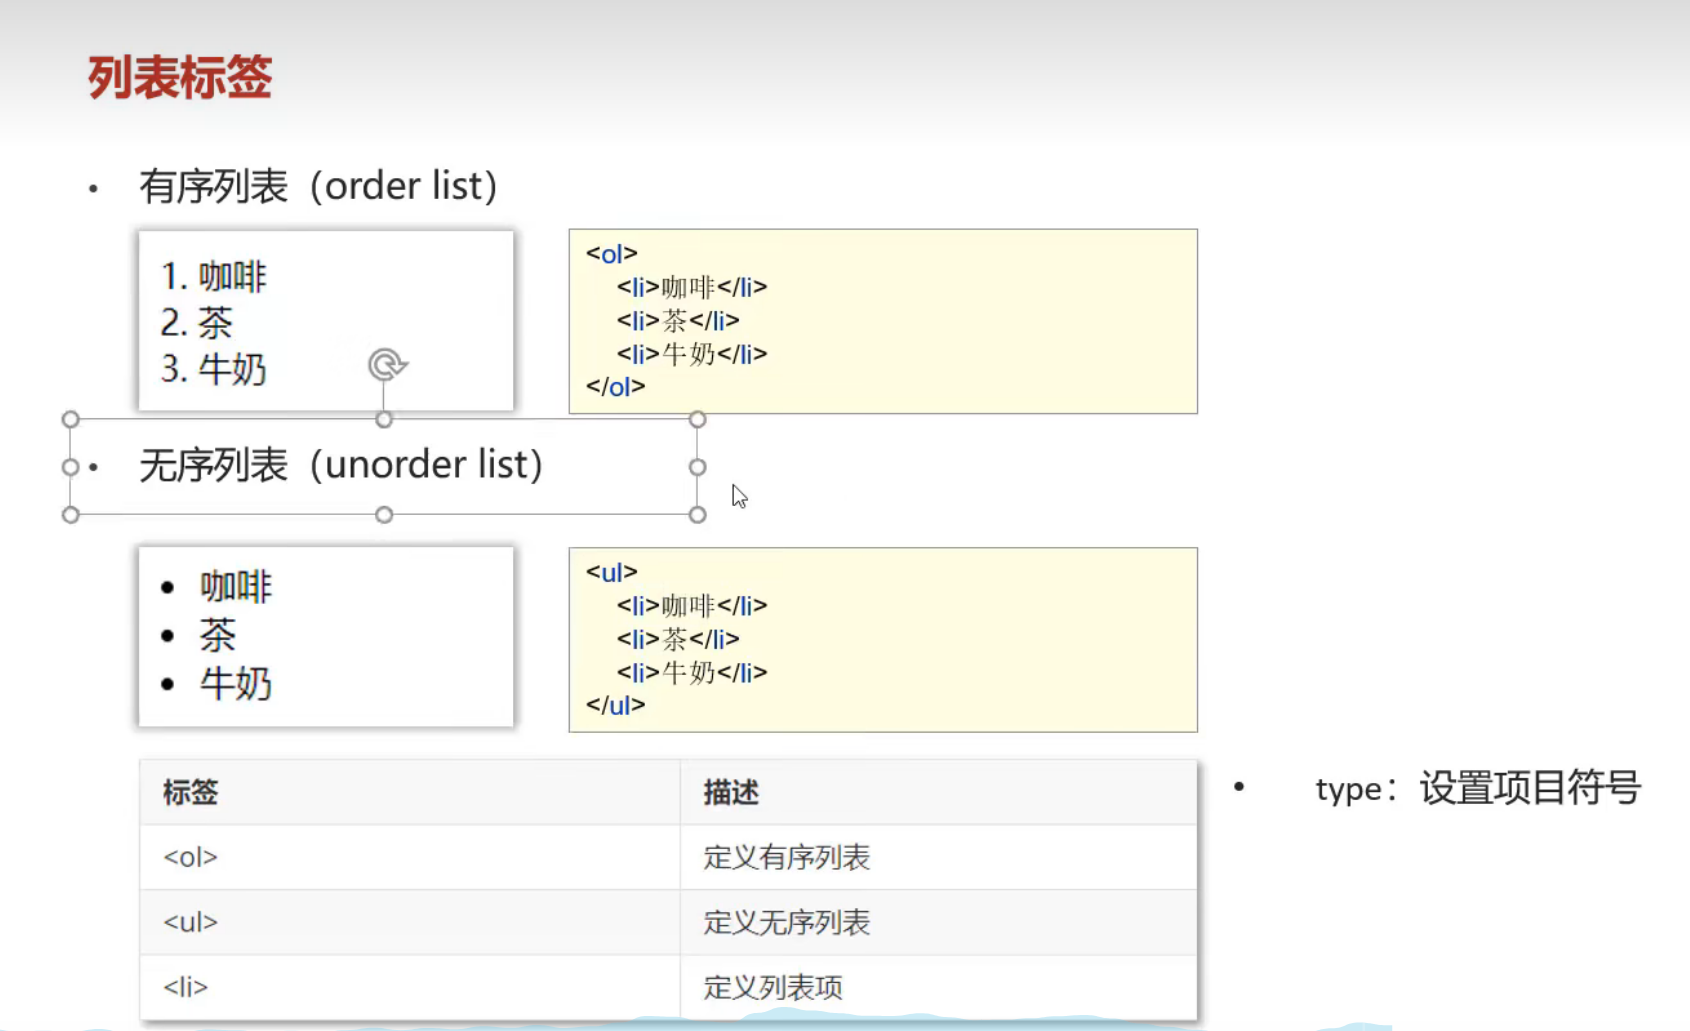 列表标签
• 有序列表（order list）
1. 咖啡
2. 茶
3. 牛奶
<ol>
<li>咖啡</li>
<li>茶</li>
<li>牛奶</li>
</ol>
• 无序列表（unorder list）
• 咖啡
• 茶
• 牛奶
<ul>
<li>咖啡</li>
<li>茶</li>
<li>牛奶</li>
</ul>
标签 描述
<ol> 定义有序列表
<ul> 定义无序列表
<li> 定义列表项
• type：设置项目符号